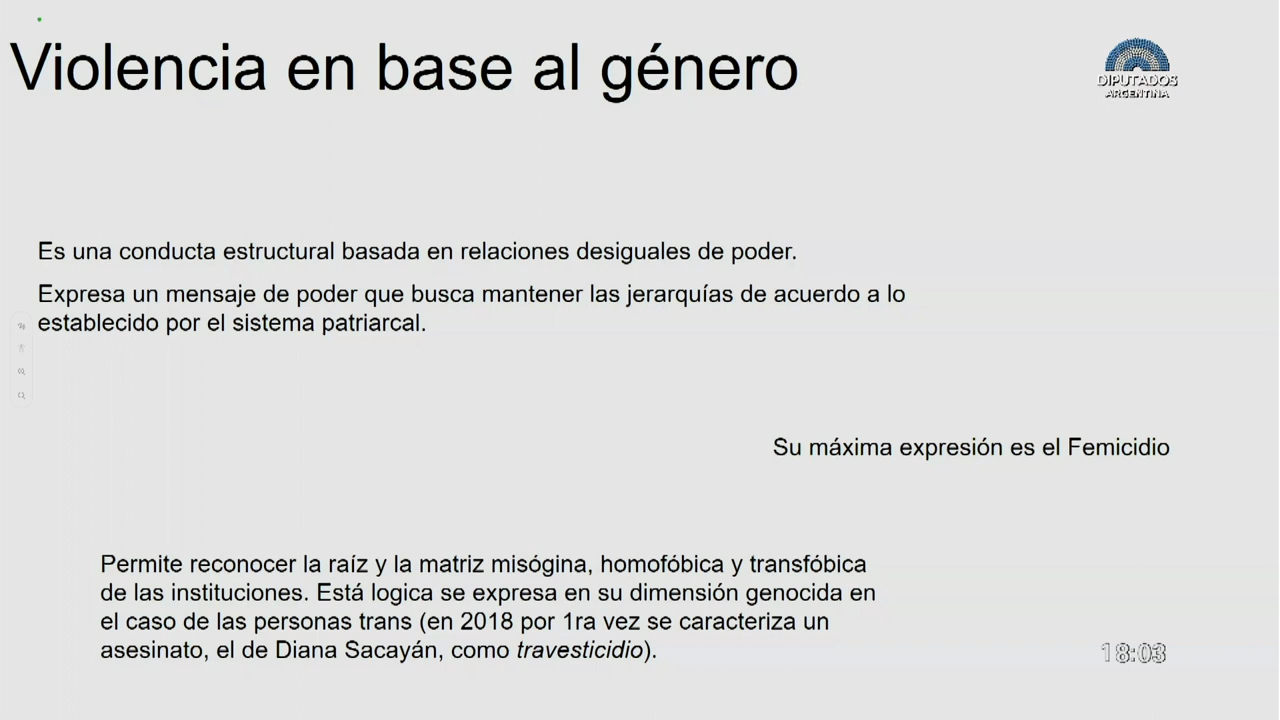 Violencia en base al género
DIPUTADOS
ARGENTINA
Es una conducta estructural basada en relaciones desiguales de poder.
Expresa un mensaje de poder que busca mantener las jerarquías de acuerdo a lo
establecido por el sistema patriarcal.
Su máxima expresión es el Femicidio
Permite reconocer la raíz y la matriz misógina, homofóbica y transfóbica
de las instituciones. Está logica se expresa en su dimensión genocida en
el caso de las personas trans (en 2018 por 1ra vez se caracteriza un
asesinato, el de Diana Sacayán, como travesticidio).
18:03